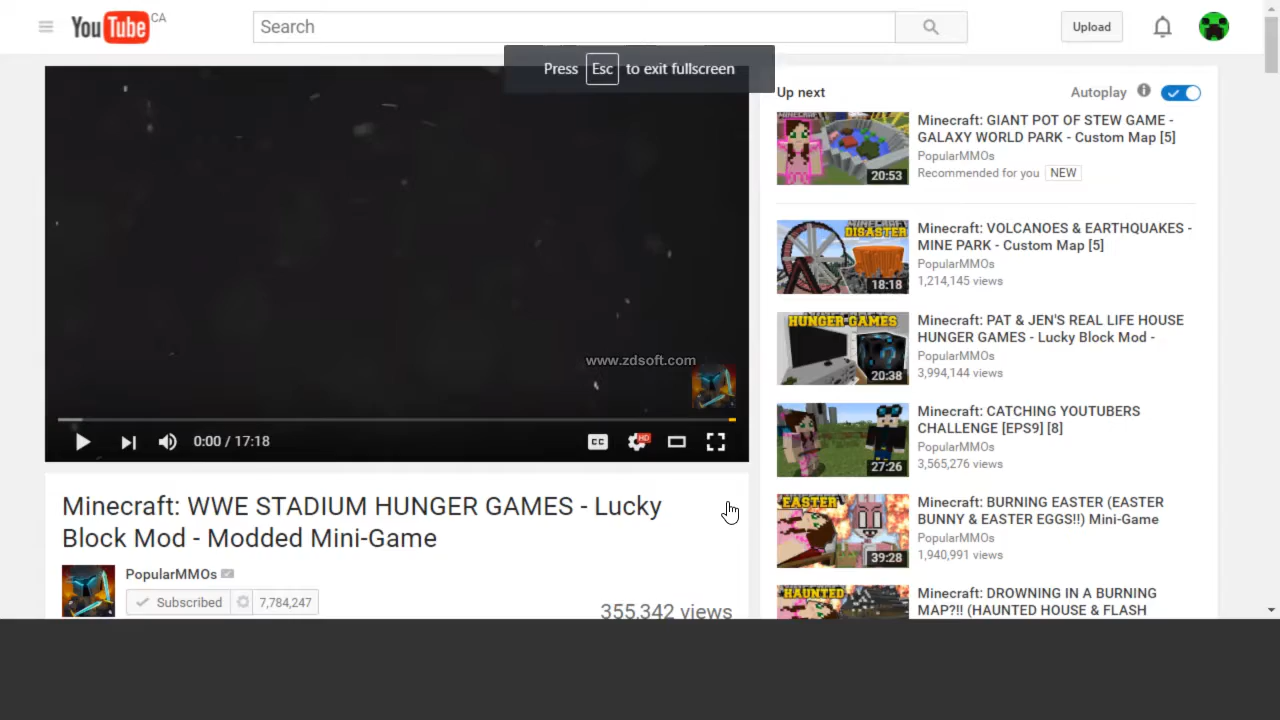 YouTube CA
Search
Upload
Press Esc to exit fullscreen
www.zdsoft.com
0:00 / 17:18
CC
HD
Minecraft: WWE STADIUM HUNGER GAMES - Lucky
Block Mod - Modded Mini-Game
PopularMMOs
Subscribed
7,784,247
355,342 views
Up next
Autoplay
20:53
Minecraft: GIANT POT OF STEW GAME -
GALAXY WORLD PARK - Custom Map [5]
PopularMMOs
Recommended for you NEW
DISASTER
18:18
Minecraft: VOLCANOES & EARTHQUAKES -
MINE PARK - Custom Map [5]
PopularMMOs
1,214,145 views
HUNGER GAMES
20:38
Minecraft: PAT & JEN'S REAL LIFE HOUSE
HUNGER GAMES - Lucky Block Mod -
PopularMMOs
3,994,144 views
27:26
Minecraft: CATCHING YOUTUBERS
CHALLENGE [EPS9] [8]
PopularMMOs
3,565,276 views
EASTER
39:28
Minecraft: BURNING EASTER (EASTER
BUNNY & EASTER EGGS!!) Mini-Game
PopularMMOs
1,940,991 views
HAUNTED
Minecraft: DROWNING IN A BURNING
MAP?!! (HAUNTED HOUSE & FLASH